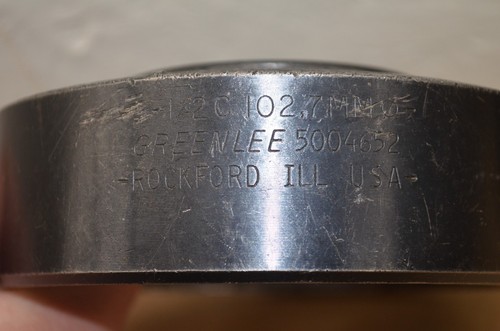 102.7MM
GREENLEE 5004652
-ROCKFORD ILL USA-